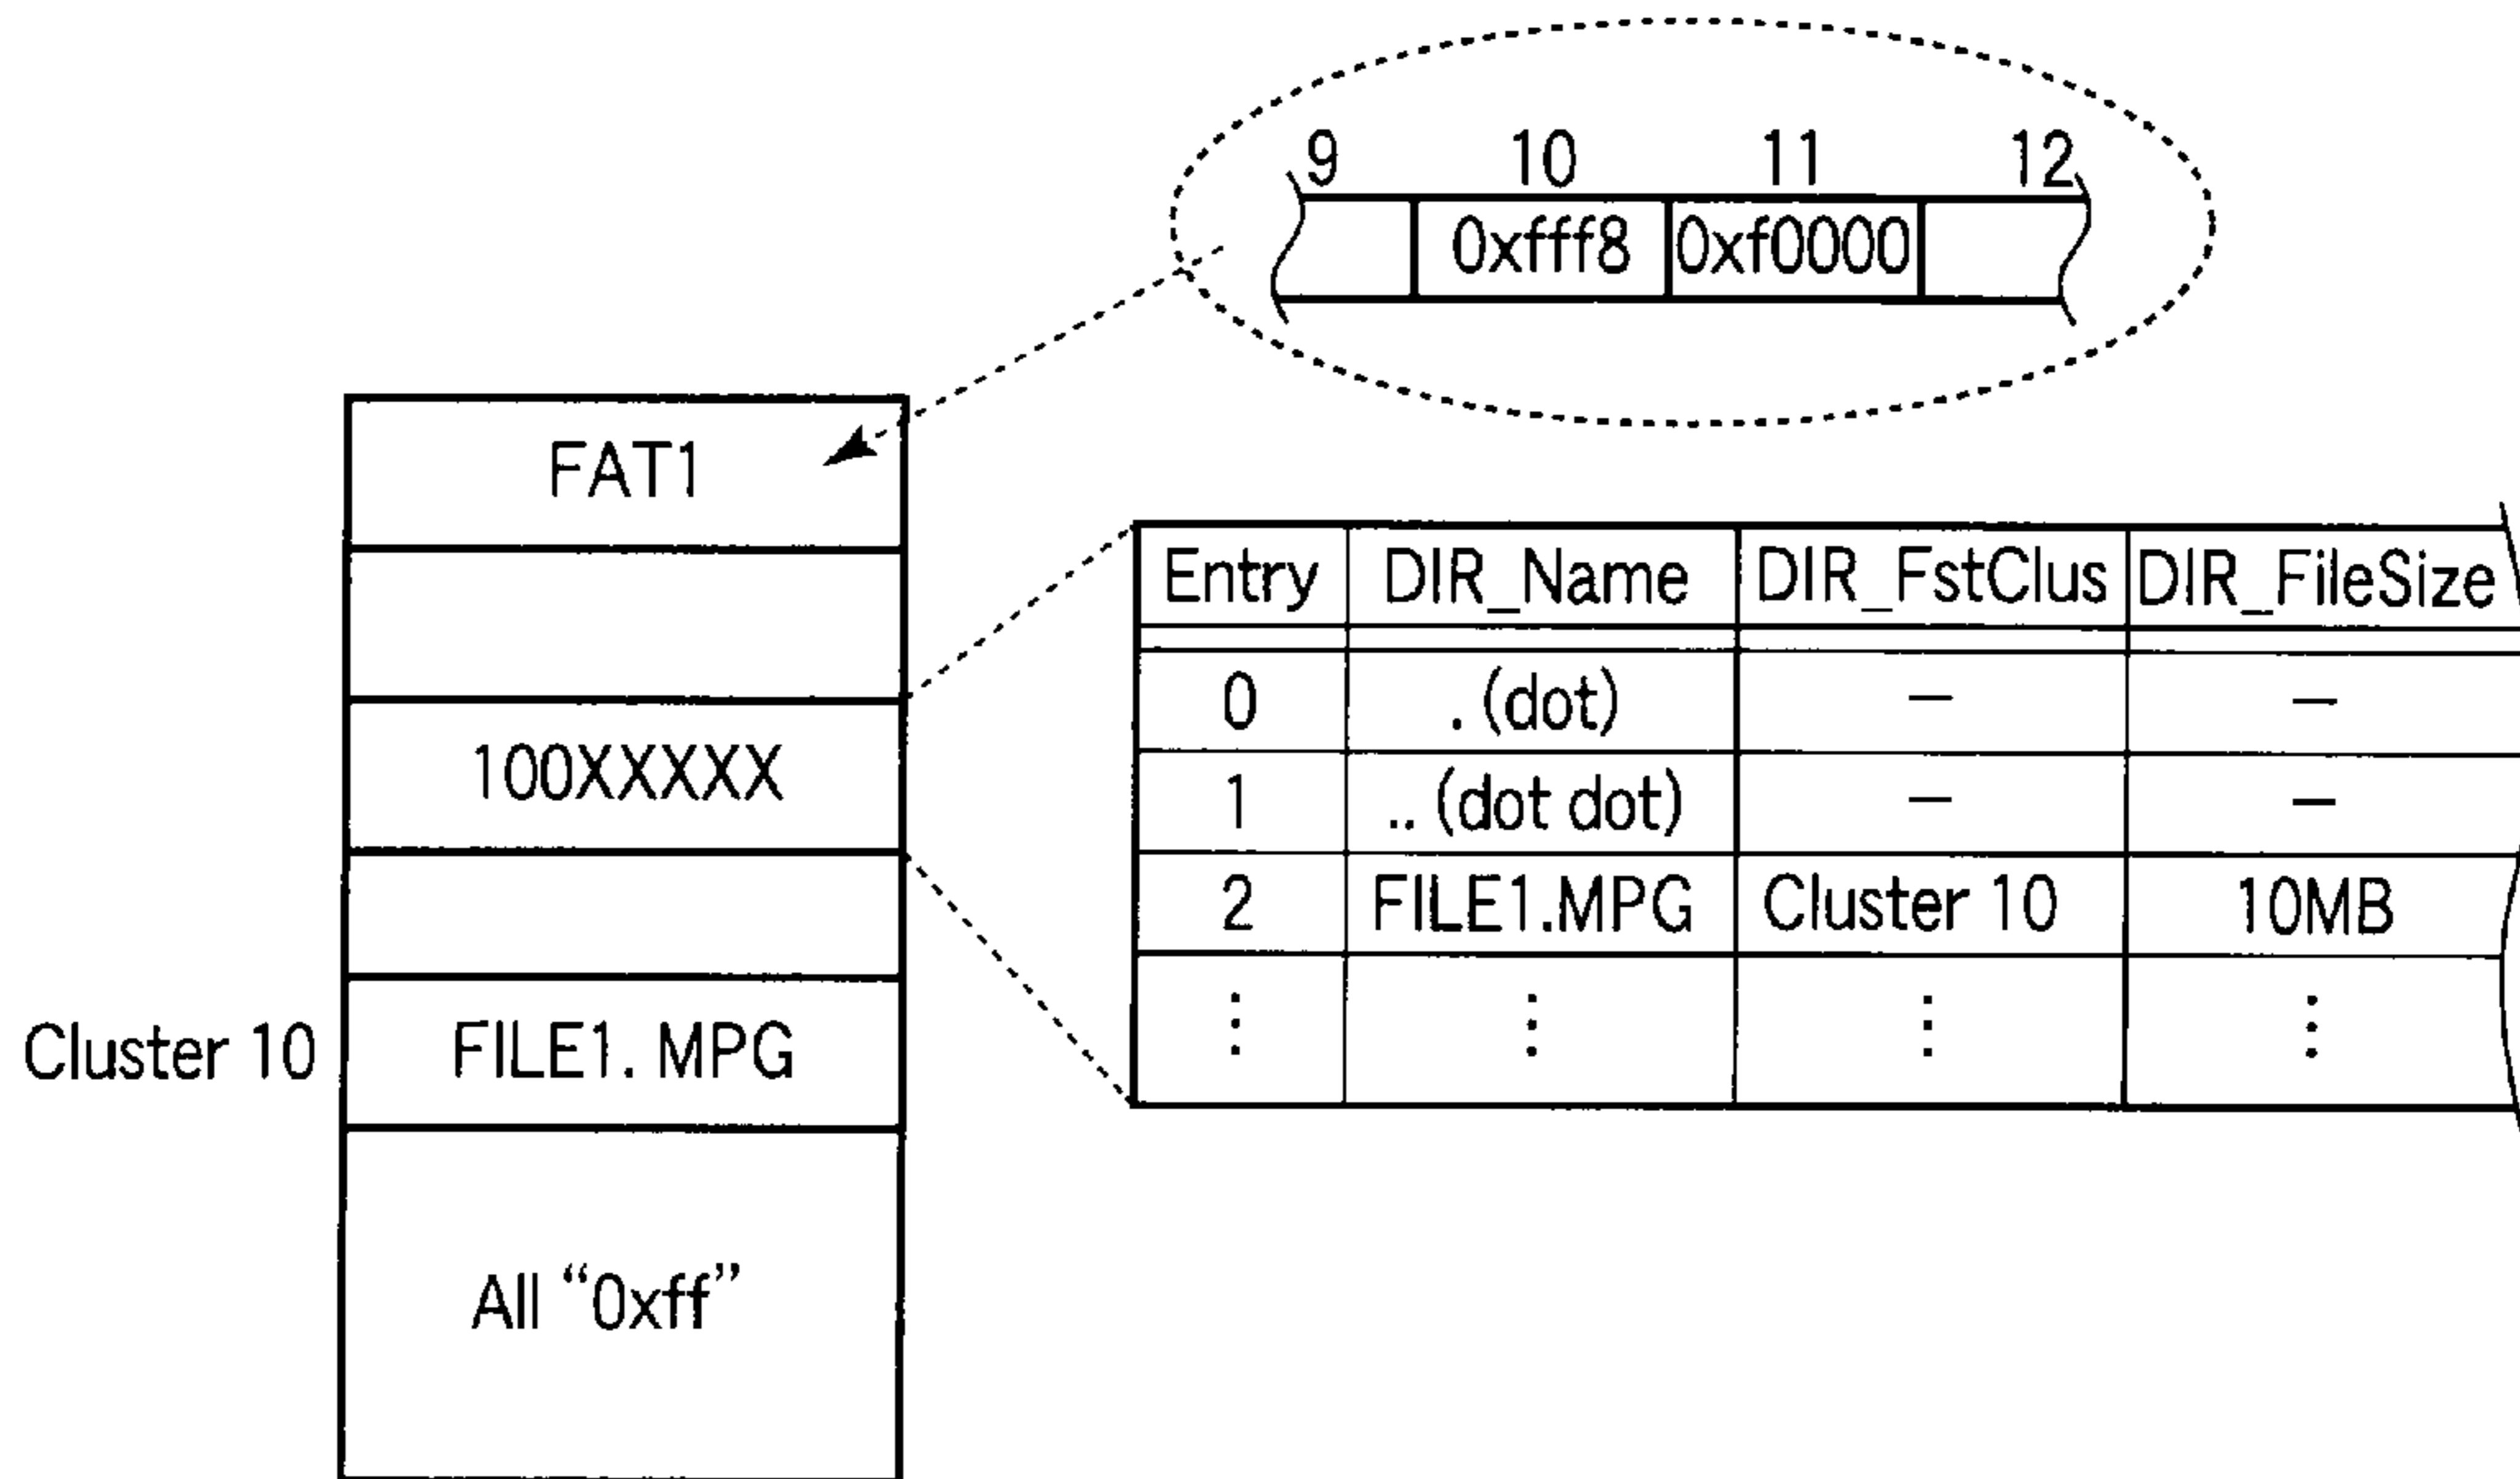 9 10 11 12
0xfff8 0xf0000
FAT1
Entry DIR_Name DIR_FstClus DIR_FileSize
0 .(dot) – –
100XXXXX
1 ..(dot dot) – –
2 FILE1.MPG Cluster 10 10MB
⋮ ⋮ ⋮ ⋮
Cluster 10 FILE1. MPG
All “0xff”